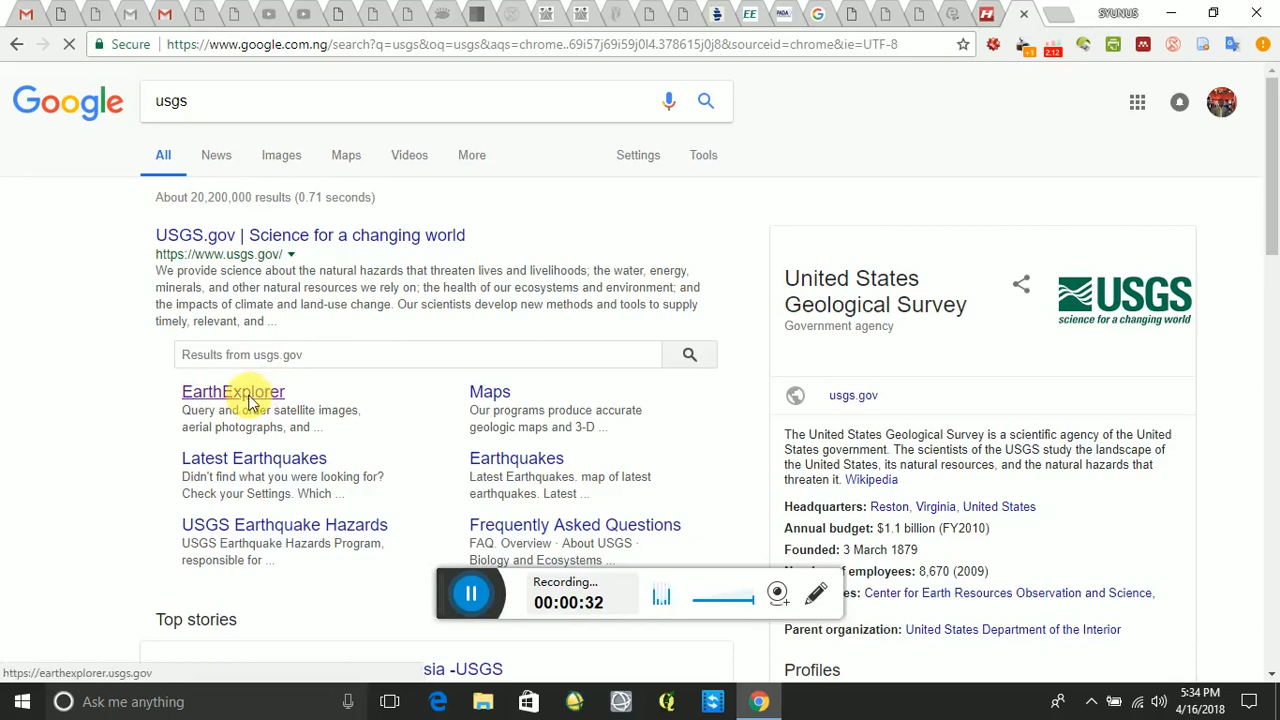 SYUNUS
Secure
https://www.google.com.ng/search?q=usgs&oq=usgs&aqs=chrome..69i57j69i59j0l4.378615j0j8&sourceid=chrome&ie=UTF-8
+1
2.12
Google
usgs
All News Images Maps Videos More Settings Tools
About 20,200,000 results (0.71 seconds)
USGS.gov | Science for a changing world
https://www.usgs.gov/
We provide science about the natural hazards that threaten lives and livelihoods; the water, energy,
minerals, and other natural resources we rely on; the health of our ecosystems and environment; and
the impacts of climate and land-use change. Our scientists develop new methods and tools to supply
timely, relevant, and ...
Results from usgs.gov
EarthExplorer
Query and order satellite images,
aerial photographs, and ...
Maps
Our programs produce accurate
geologic maps and 3-D ...
Latest Earthquakes
Didn't find what you were looking for?
Check your Settings. Which ...
Earthquakes
Latest Earthquakes. map of latest
earthquakes. Latest ...
USGS Earthquake Hazards
USGS Earthquake Hazards Program,
responsible for ...
Frequently Asked Questions
FAQ. Overview · About USGS ·
Biology and Ecosystems ...
Top stories
sia -USGS
United States
Geological Survey
Government agency
USGS
science for a changing world
usgs.gov
The United States Geological Survey is a scientific agency of the United
States government. The scientists of the USGS study the landscape of
the United States, its natural resources, and the natural hazards that
threaten it. Wikipedia
Headquarters: Reston, Virginia, United States
Annual budget: $1.1 billion (FY2010)
Founded: 3 March 1879
of employees: 8,670 (2009)
Center for Earth Resources Observation and Science,
Parent organization: United States Department of the Interior
Profiles
Recording...
00:00:32
https://earthexplorer.usgs.gov
Ask me anything
5:34 PM
4/16/2018